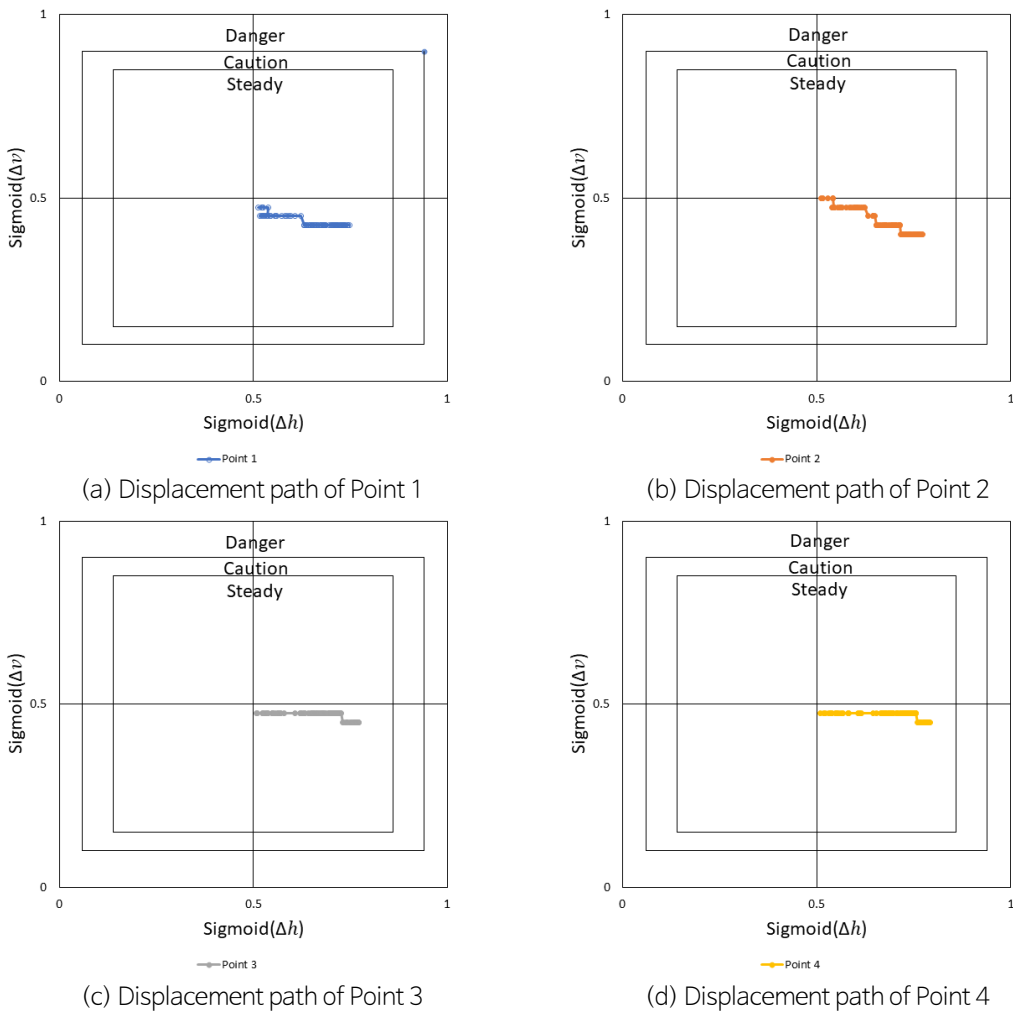 1
Danger
Caution
Steady
Sigmoid(Δv)
0.5
0
0
0.5
1
Sigmoid(Δh)
Point 1
(a) Displacement path of Point 1
1
Danger
Caution
Steady
Sigmoid(Δv)
0.5
0
0
0.5
1
Sigmoid(Δh)
Point 2
(b) Displacement path of Point 2
1
Danger
Caution
Steady
Sigmoid(Δv)
0.5
0
0
0.5
1
Sigmoid(Δh)
Point 3
(c) Displacement path of Point 3
1
Danger
Caution
Steady
Sigmoid(Δv)
0.5
0
0
0.5
1
Sigmoid(Δh)
Point 4
(d) Displacement path of Point 4